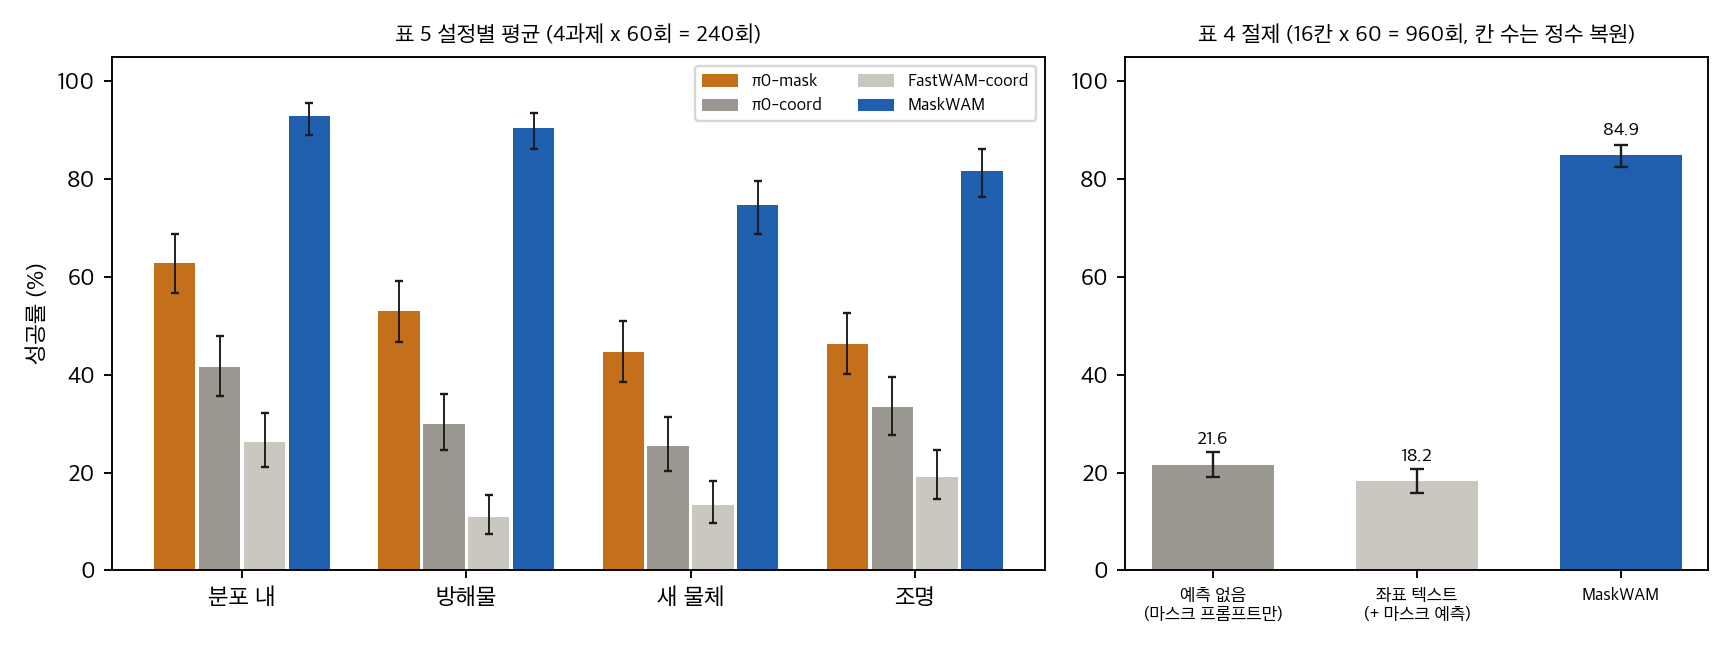 표 5 설정별 평균 (4과제 x 60회 = 240회)
π0-mask
π0-coord
FastWAM-coord
MaskWAM
성공률 (%)
100
80
60
40
20
0
분포 내
방해물
새 물체
조명
표 4 절제 (16칸 x 60 = 960회, 칸 수는 정수 복원)
100
80
60
40
20
0
21.6
18.2
84.9
예측 없음
(마스크 프롬프트만)
좌표 텍스트
(+ 마스크 예측)
MaskWAM